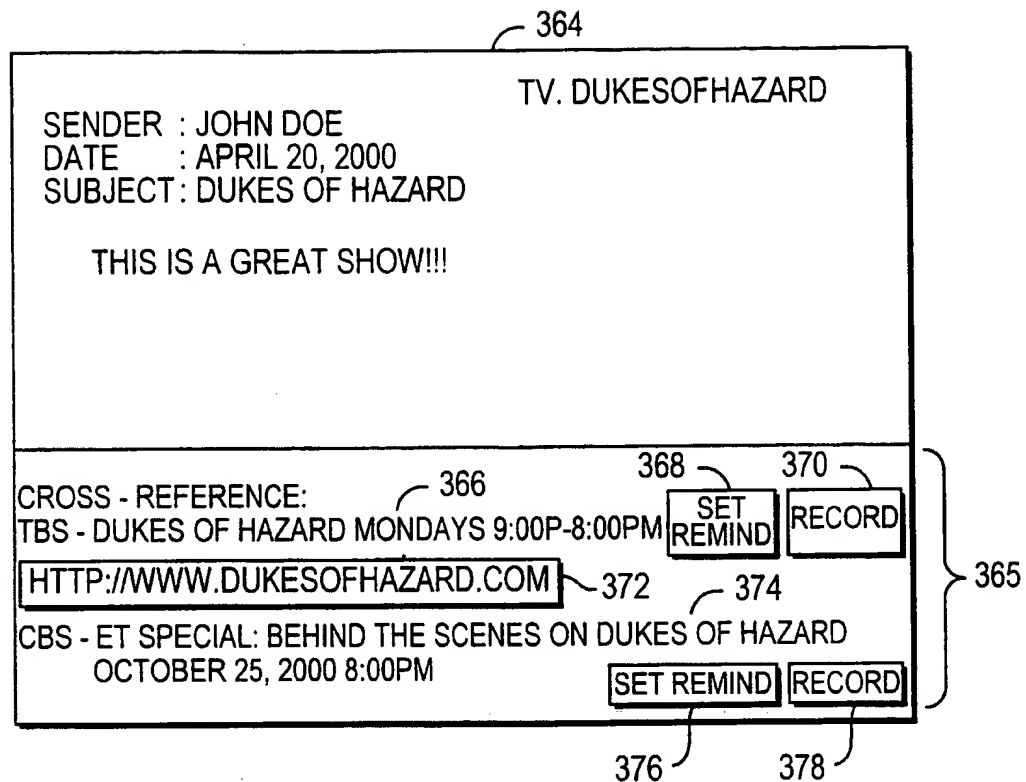 364
TV. DUKESOFHAZARD
SENDER : JOHN DOE
DATE : APRIL 20, 2000
SUBJECT : DUKES OF HAZARD
THIS IS A GREAT SHOW!!!
368
370
CROSS - REFERENCE:
366
TBS - DUKES OF HAZARD MONDAYS 9:00P-8:00PM
SET
REMIND
RECORD
HTTP://WWW.DUKESOFHAZARD.COM
372
374
365
CBS - ET SPECIAL: BEHIND THE SCENES ON DUKES OF HAZARD
OCTOBER 25, 2000 8:00PM
SET REMIND
RECORD
376
378